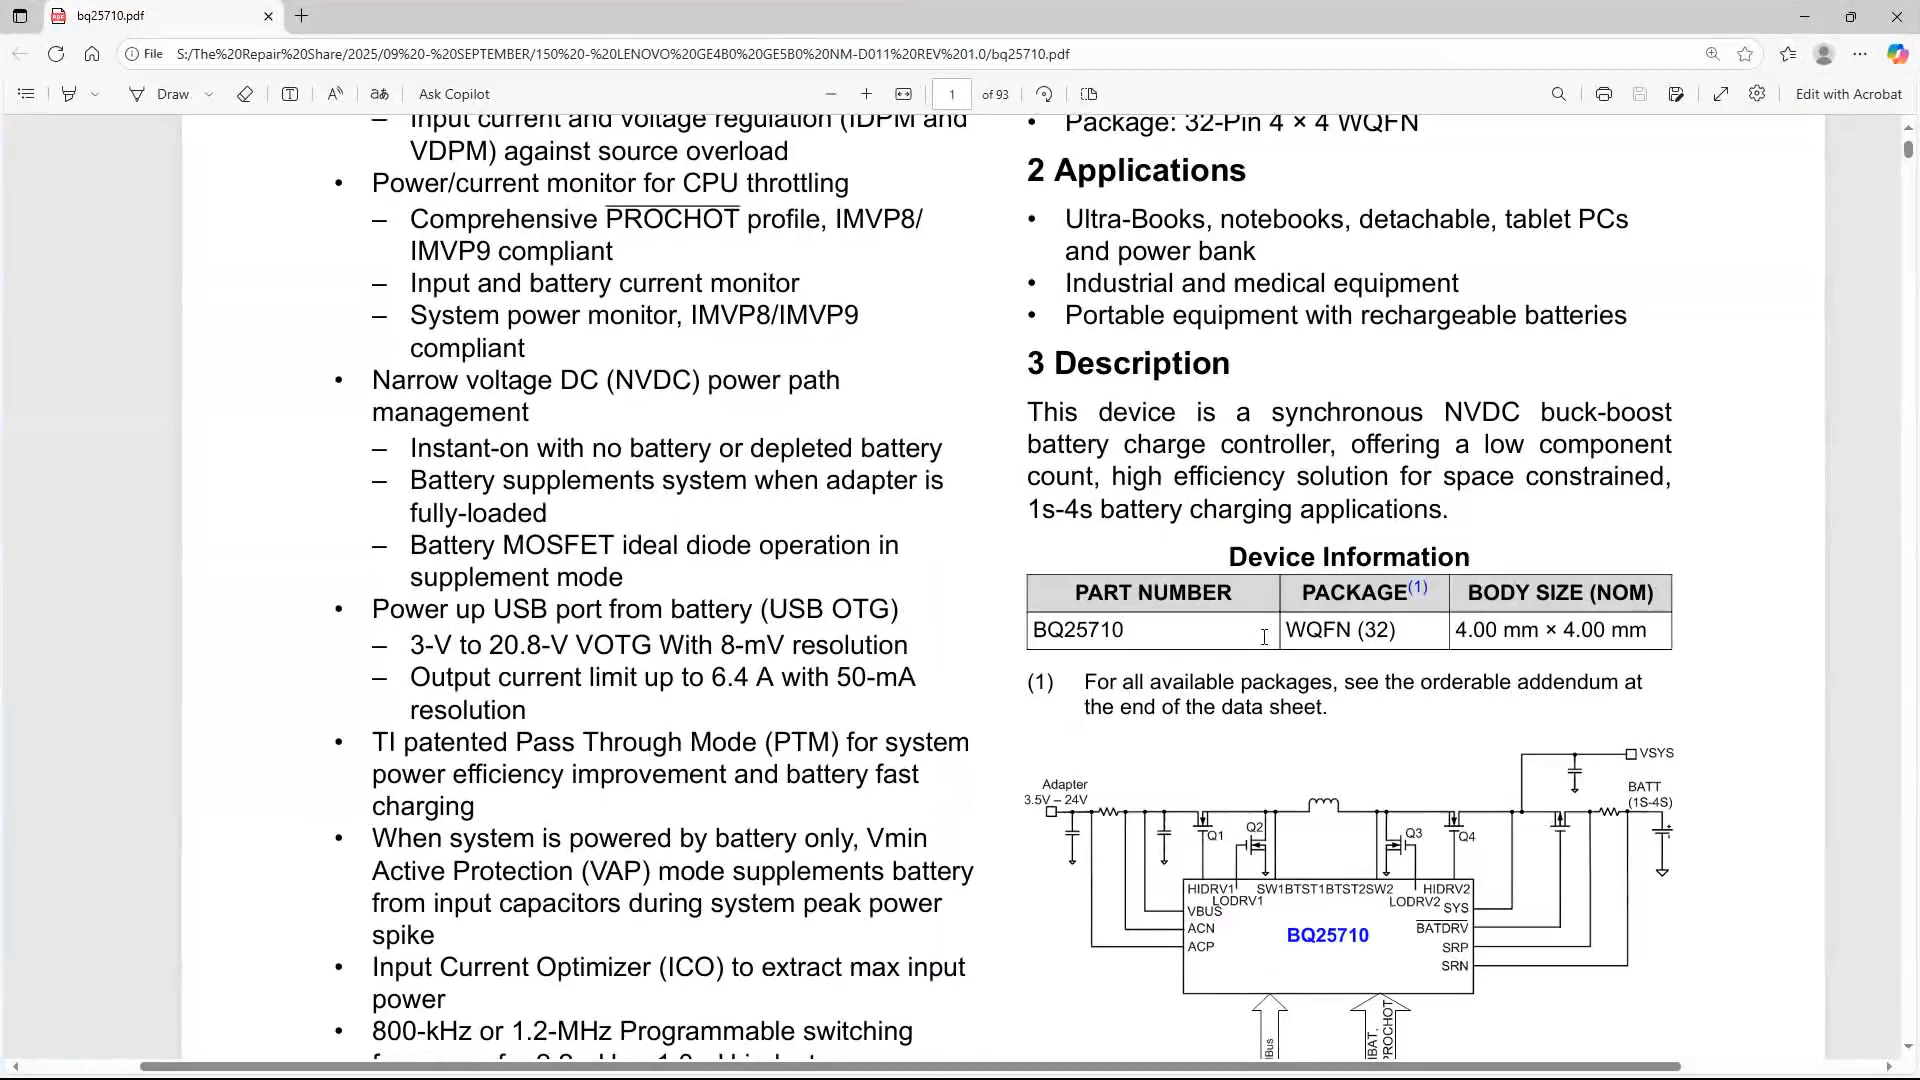 bq25710.pdf
File
S:/The%20Repair%20Share/2025/09%20-%20SEPTEMBER/150%20-%20LENOVO%20GE4B0%20GE5B0%20NM-D011%20REV%201.0/bq25710.pdf
Draw
Ask Copilot
1 of 93
Edit with Acrobat
– Input current and voltage regulation (IDPM and
VDPM) against source overload
• Power/current monitor for CPU throttling
– Comprehensive PROCHOT profile, IMVP8/
IMVP9 compliant
– Input and battery current monitor
– System power monitor, IMVP8/IMVP9
compliant
• Narrow voltage DC (NVDC) power path
management
– Instant-on with no battery or depleted battery
– Battery supplements system when adapter is
fully-loaded
– Battery MOSFET ideal diode operation in
supplement mode
• Power up USB port from battery (USB OTG)
– 3-V to 20.8-V VOTG With 8-mV resolution
– Output current limit up to 6.4 A with 50-mA
resolution
• TI patented Pass Through Mode (PTM) for system
power efficiency improvement and battery fast
charging
• When system is powered by battery only, Vmin
Active Protection (VAP) mode supplements battery
from input capacitors during system peak power
spike
• Input Current Optimizer (ICO) to extract max input
power
• 800-kHz or 1.2-MHz Programmable switching
• Package: 32-Pin 4 × 4 WQFN
2 Applications
• Ultra-Books, notebooks, detachable, tablet PCs
and power bank
• Industrial and medical equipment
• Portable equipment with rechargeable batteries
3 Description
This device is a synchronous NVDC buck-boost
battery charge controller, offering a low component
count, high efficiency solution for space constrained,
1s-4s battery charging applications.
Device Information
PART NUMBER PACKAGE(1) BODY SIZE (NOM)
BQ25710 WQFN (32) 4.00 mm × 4.00 mm
(1) For all available packages, see the orderable addendum at
the end of the data sheet.
VSYS
Adapter
3.5V – 24V
BATT
(1S-4S)
Q1 Q2 Q3 Q4
HIDRV1 SW1 BTST1 BTST2 SW2 HIDRV2
LODRV1 LODRV2
VBUS SYS
ACN BATDRV
ACP SRP
SRN
BQ25710
IBAT,
PROCHOT